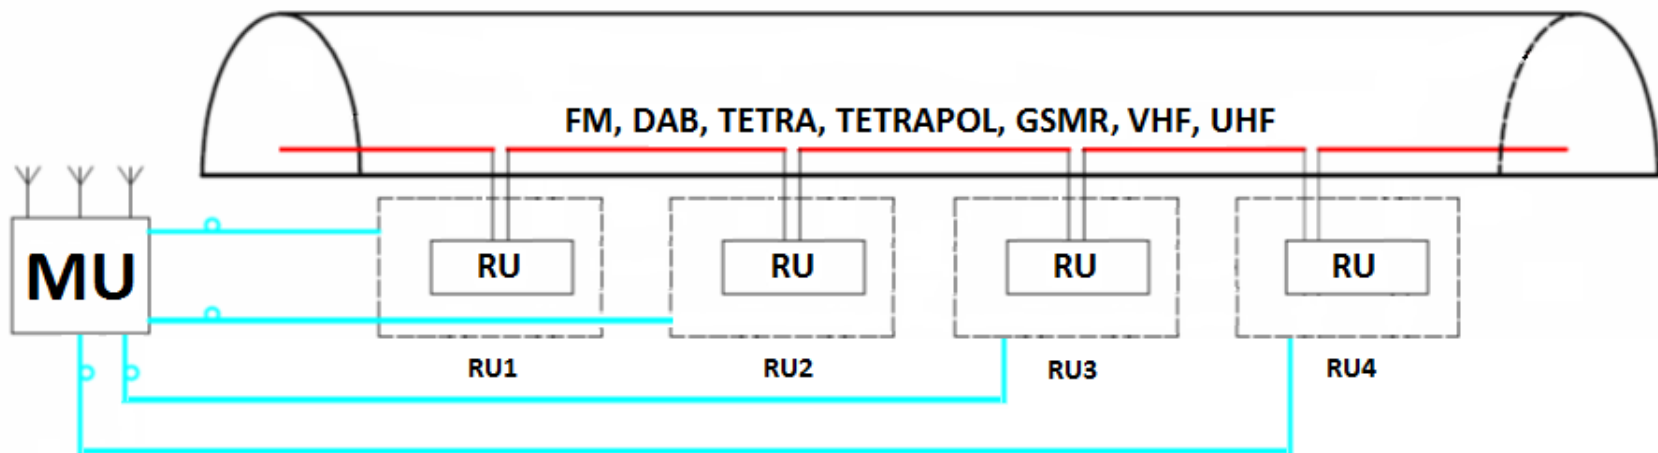 FM, DAB, TETRA, TETRAPOL, GSMR, VHF, UHF
MU
RU
RU
RU
RU
RU1
RU2
RU3
RU4